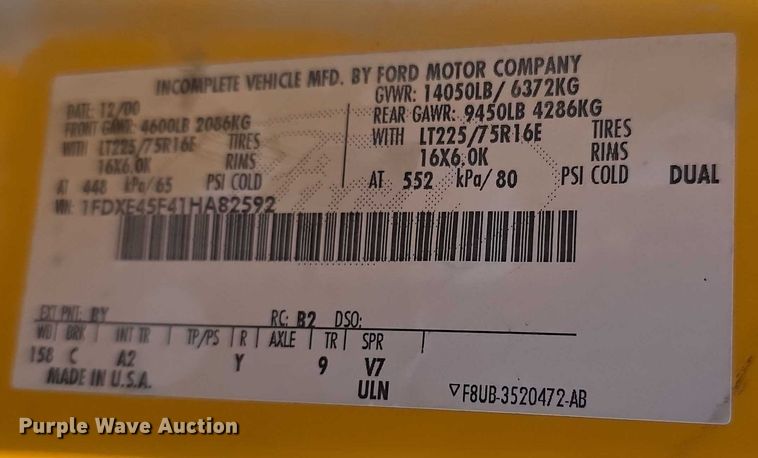 INCOMPLETE VEHICLE MFD. BY FORD MOTOR COMPANY
DATE: 12/00
GVWR: 14050LB/ 6372KG
FRONT GAWR: 4600LB 2086KG
REAR GAWR: 9450LB 4286KG
WITH LT225/75R16E TIRES
WITH LT225/75R16E TIRES
16X6.0K RIMS
16X6.0K RIMS
AT 448 kPa/65 PSI COLD
AT 552 kPa/80 PSI COLD DUAL
VIN: 1FDXE45F41HA82592
EXT PNT: BY RC: B2 DSO:
WB BRK INT TR TP/PS R AXLE TR SPR
158 C A2 Y 9 V7
MADE IN U.S.A. ULN
▽F8UB-3520472-AB
Purple Wave Auction